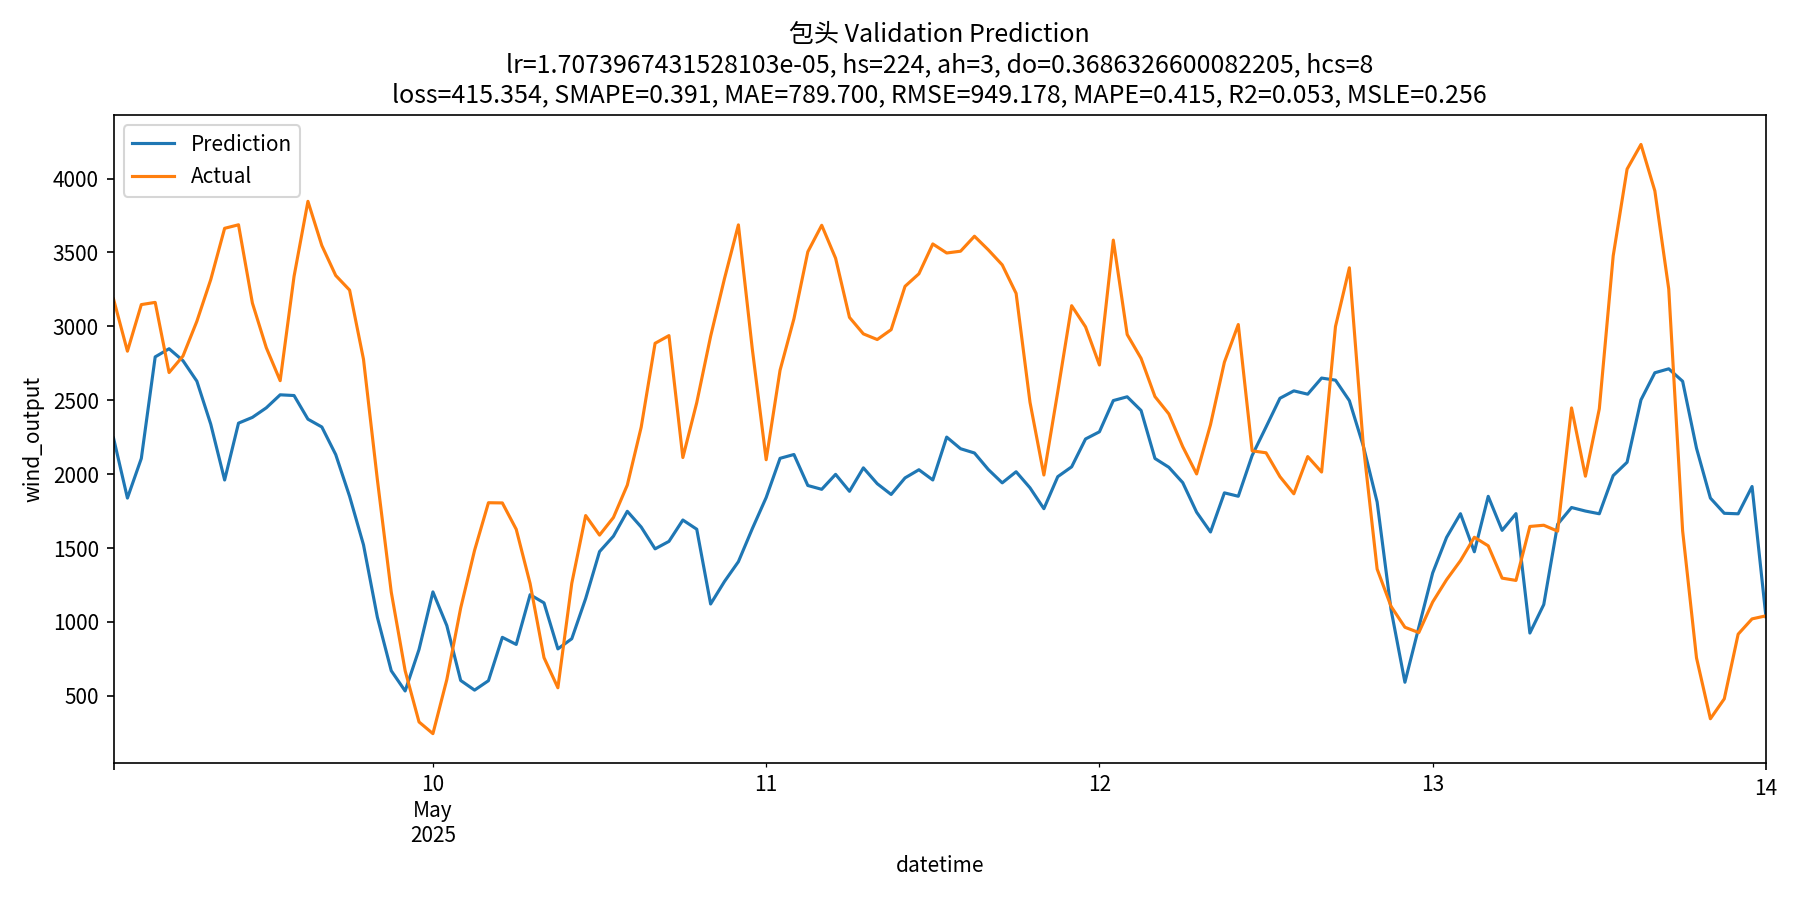 包头 Validation Prediction
lr=1.7073967431528103e-05, hs=224, ah=3, do=0.3686326600082205, hcs=8
loss=415.354, SMAPE=0.391, MAE=789.700, RMSE=949.178, MAPE=0.415, R2=0.053, MSLE=0.256
Prediction
Actual
4000
3500
3000
2500
2000
1500
1000
500
wind_output
10
May
2025
11
12
13
14
datetime